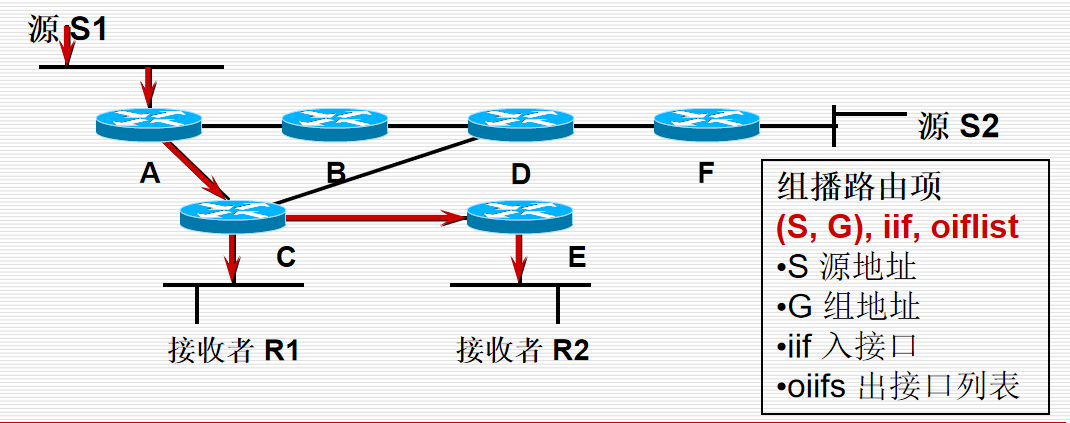 源 S1
源 S2
A
B
D
F
C
E
接收者 R1
接收者 R2
组播路由项
(S, G), iif, oiflist
•S 源地址
•G 组地址
•iif 入接口
•oiifs 出接口列表